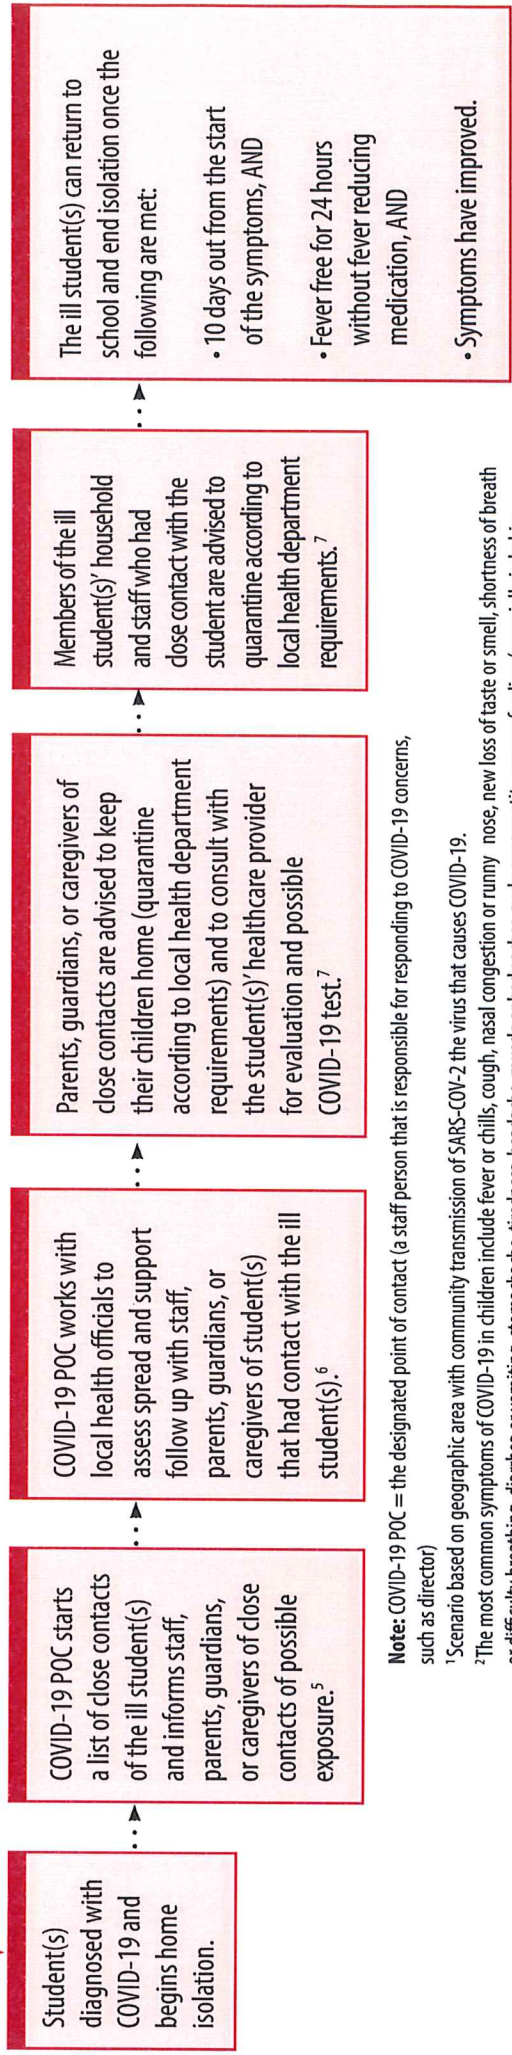 Student(s)
diagnosed with
COVID-19 and
begins home
isolation.
COVID-19 POC starts
a list of close contacts
of the ill student(s)
and informs staff,
parents, guardians,
or caregivers of close
contacts of possible
exposure.⁵
COVID-19 POC works with
local health officials to
assess spread and support
follow up with staff,
parents, guardians, or
caregivers of student(s)
that had contact with the ill
student(s).⁶
Parents, guardians, or caregivers of
close contacts are advised to keep
their children home (quarantine
according to local health department
requirements) and to consult with
the student(s)' healthcare provider
for evaluation and possible
COVID-19 test.⁷
Members of the ill
student(s)' household
and staff who had
close contact with the
student are advised to
quarantine according to
local health department
requirements.⁷
The ill student(s) can return to
school and end isolation once the
following are met:
• 10 days out from the start
of the symptoms, AND
• Fever free for 24 hours
without fever reducing
medication, AND
• Symptoms have improved.
Note: COVID-19 POC = the designated point of contact (a staff person that is responsible for responding to COVID-19 concerns,
such as director)
¹Scenario based on geographic area with community transmission of SARS-COV-2 the virus that causes COVID-19.
²The most common symptoms of COVID-19 in children include fever or chills, cough, nasal congestion or runny nose, new loss of taste or smell, shortness of breath